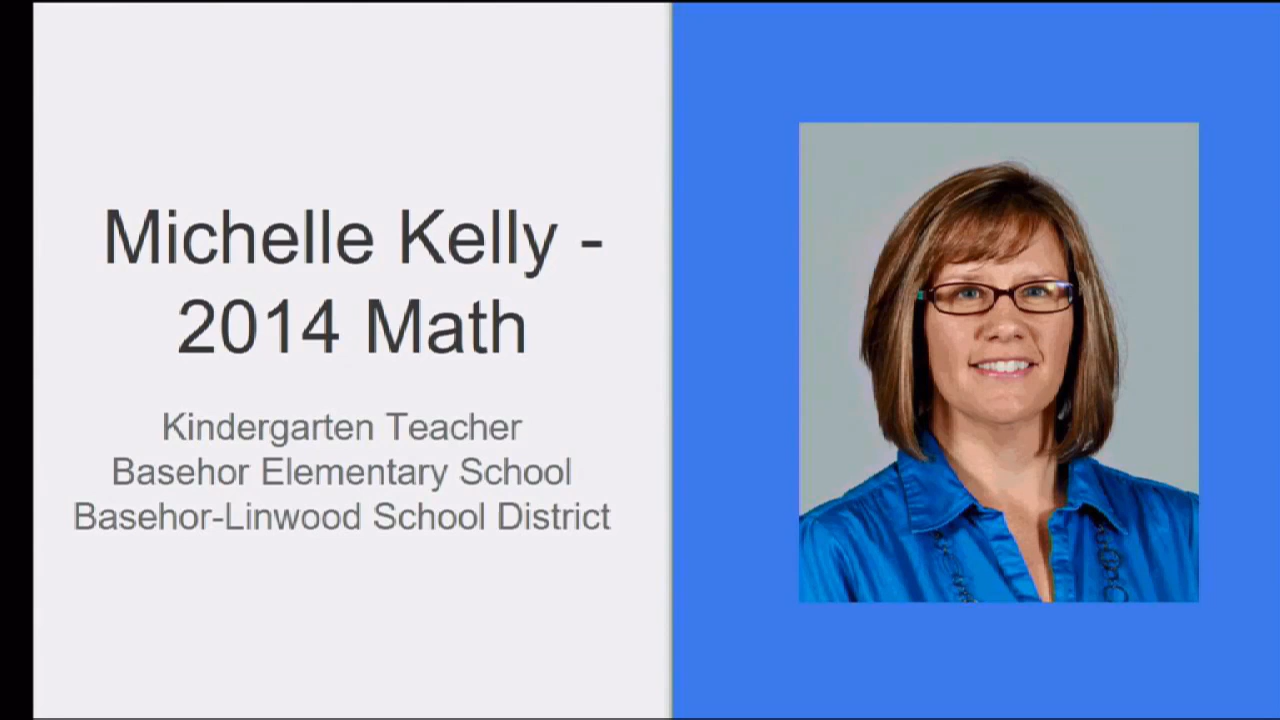 Michelle Kelly -
2014 Math
Kindergarten Teacher
Basehor Elementary School
Basehor-Linwood School District